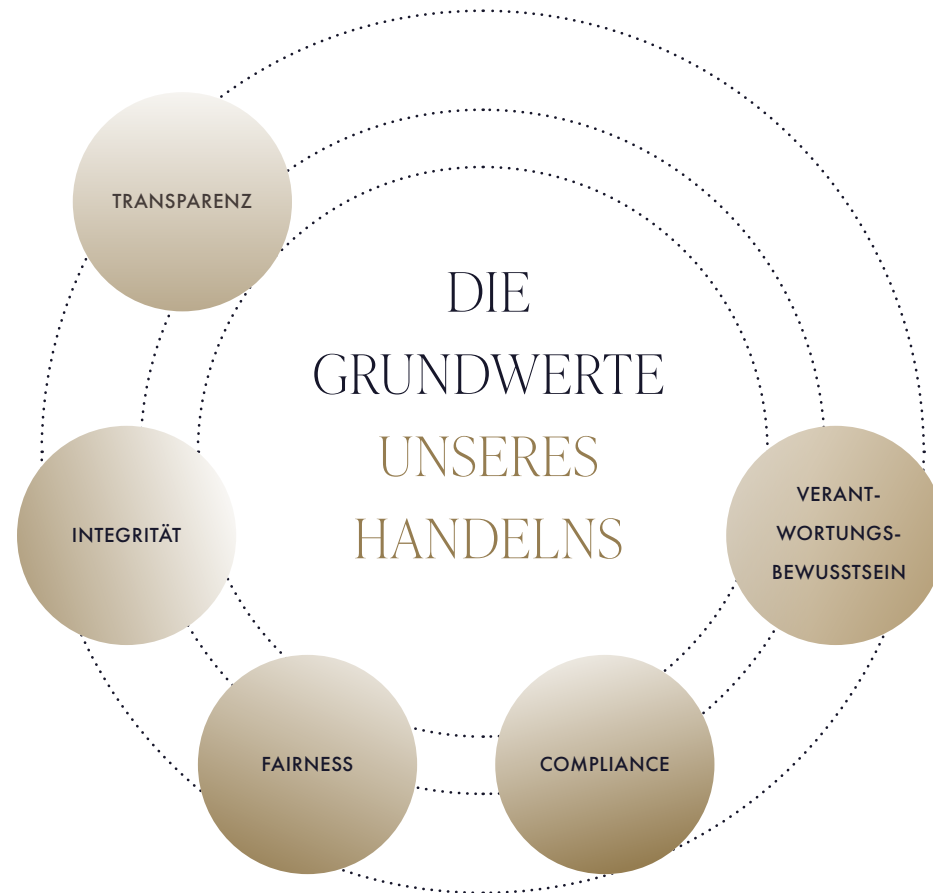 TRANSPARENZ
DIE
GRUNDWERTE
UNSERES
HANDELNS
INTEGRITÄT
VERANT-
WORTUNGS-
BEWUSSTSEIN
FAIRNESS
COMPLIANCE